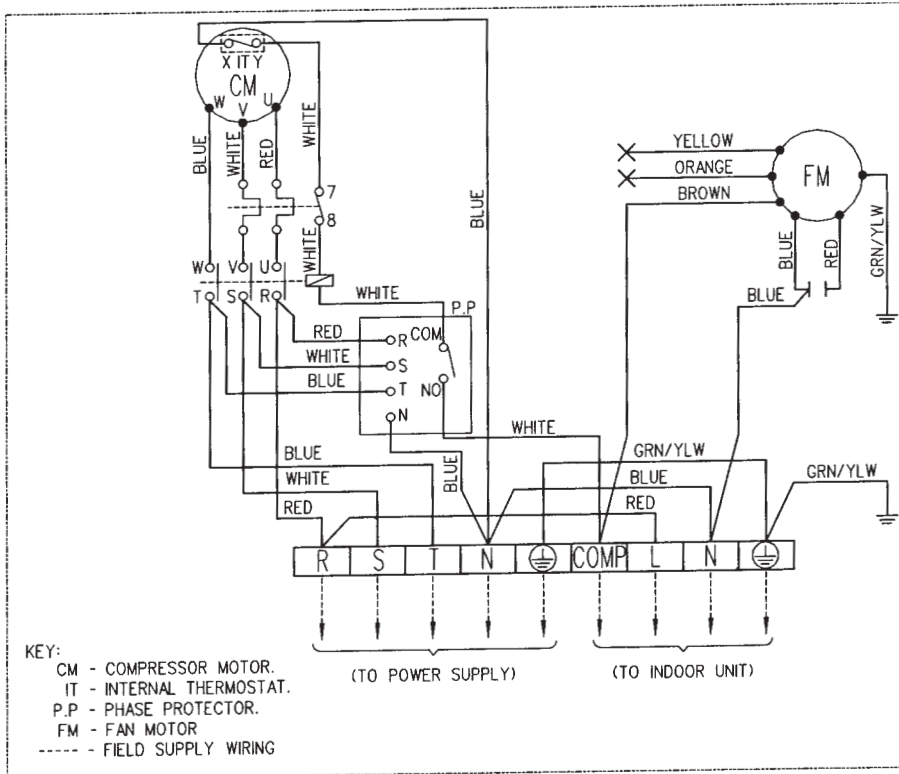 X IT Y
CM
W V U
BLUE
WHITE
RED
WHITE
7
8
WHITE
BLUE
YELLOW
ORANGE
BROWN
FM
BLUE
RED
GRN/YLW
BLUE
W V U
T S R
WHITE
P.P
RED
R COM
WHITE
S
BLUE
T NO
N
WHITE
BLUE
BLUE
WHITE
RED
GRN/YLW
BLUE
RED
GRN/YLW
R S T N COMP L N
(TO POWER SUPPLY)
(TO INDOOR UNIT)
KEY:
CM - COMPRESSOR MOTOR.
IT - INTERNAL THERMOSTAT.
P.P - PHASE PROTECTOR.
FM - FAN MOTOR
----- - FIELD SUPPLY WIRING